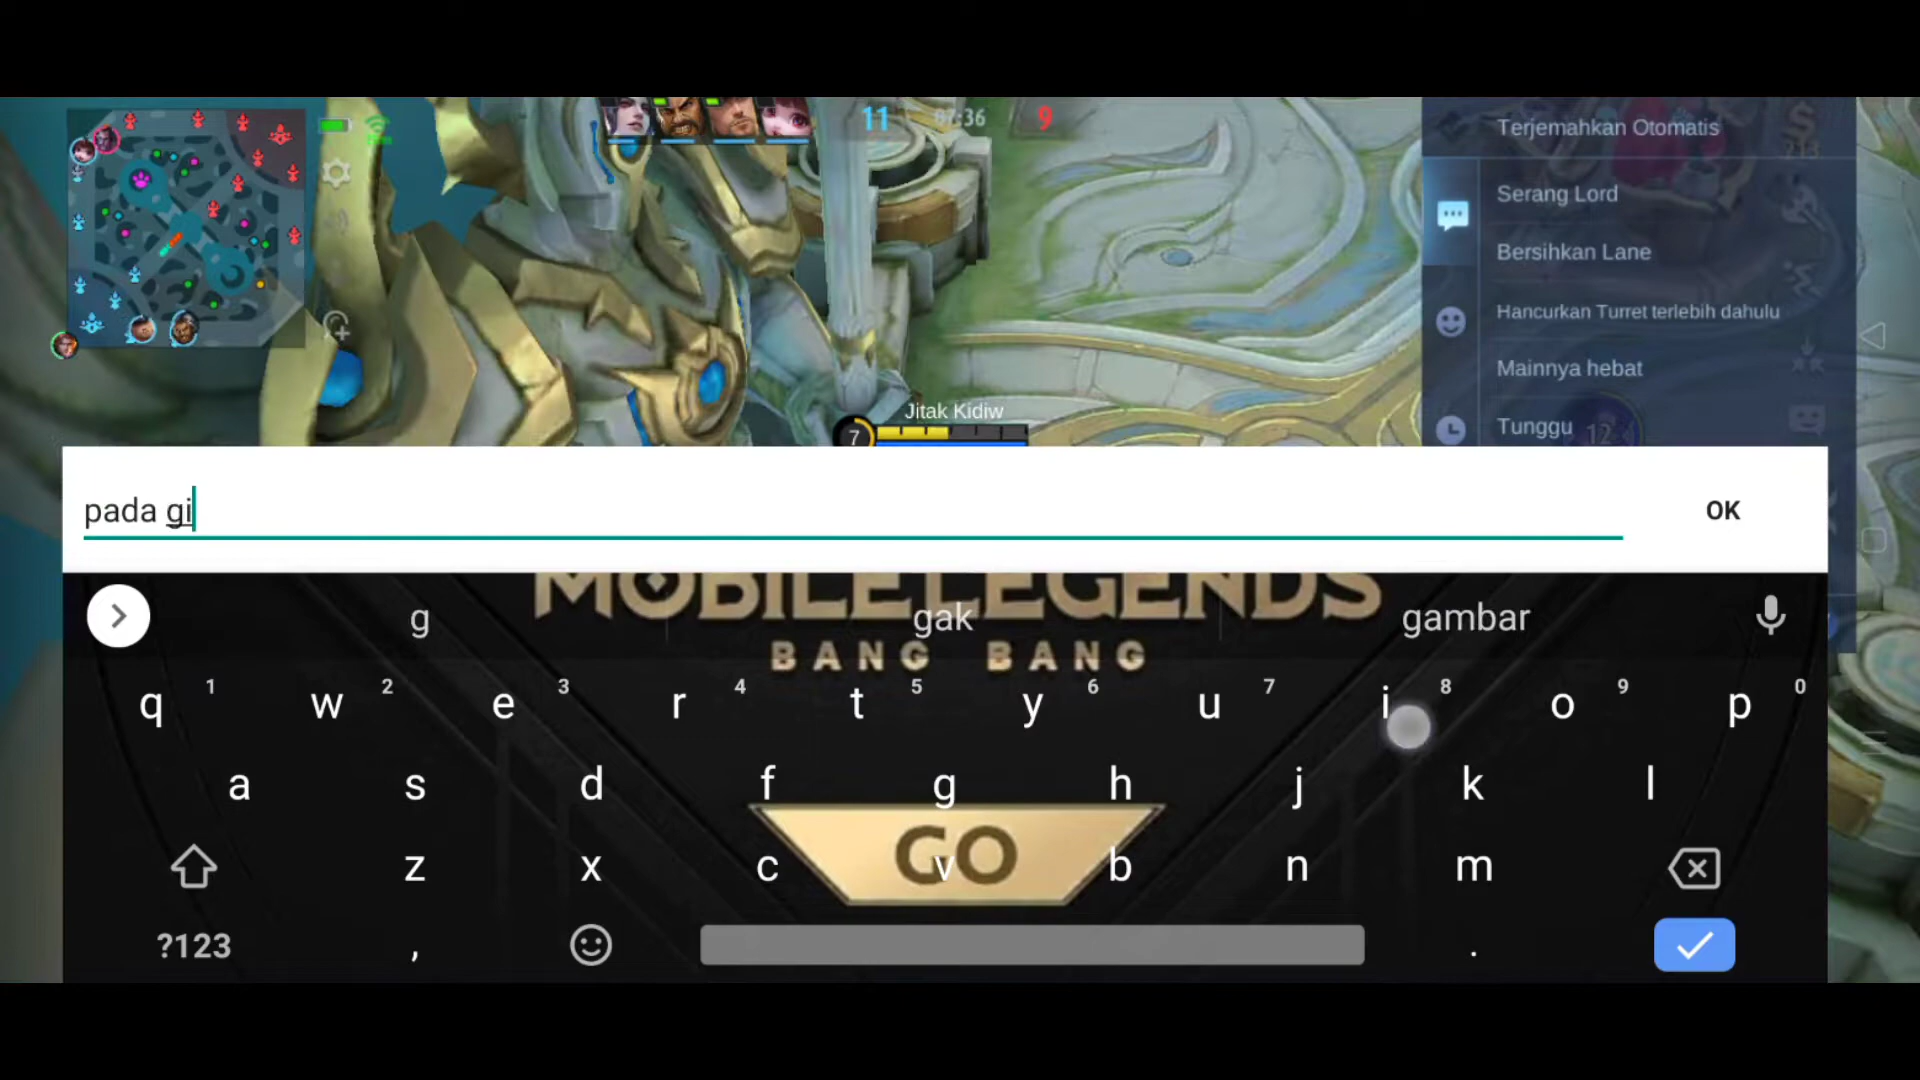 11 07:36 9
Terjemahkan Otomatis
213
Serang Lord
Bersihkan Lane
Hancurkan Turret terlebih dahulu
Mainnya hebat
Jitak Kidiw
7
Tunggu
12
pada gi
OK
MOBILE LEGENDS
BANG BANG
g gak gambar
q 1 w 2 e 3 r 4 t 5 y 6 u 7 i 8 o 9 p 0
a s d f g h j k l
GO
z x c v b n m
?123 , .